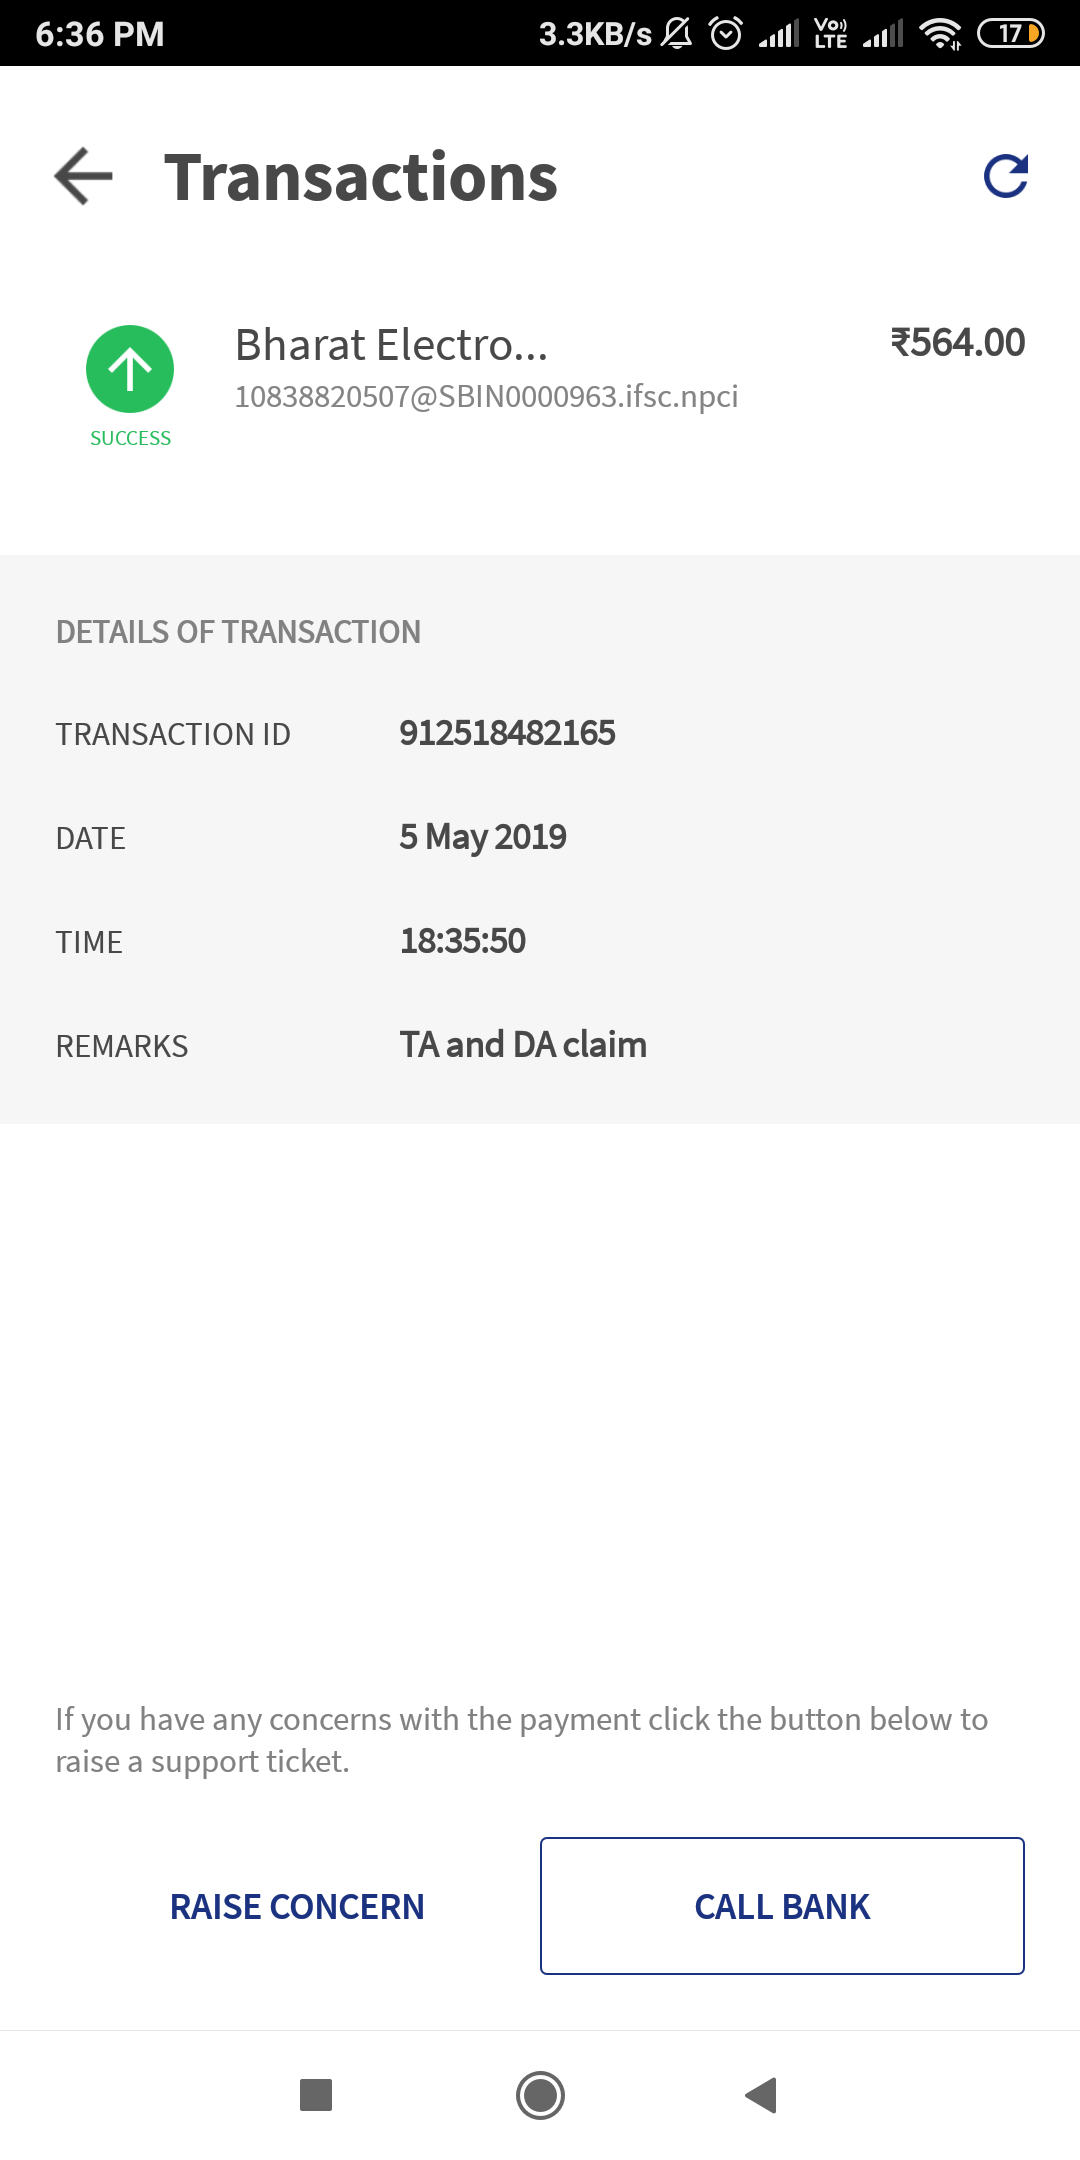 6:36 PM 3.3KB/s Vo)) LTE 17
Transactions
Bharat Electro... ₹564.00
10838820507@SBIN0000963.ifsc.npci
SUCCESS
DETAILS OF TRANSACTION
TRANSACTION ID 912518482165
DATE 5 May 2019
TIME 18:35:50
REMARKS TA and DA claim
If you have any concerns with the payment click the button below to
raise a support ticket.
RAISE CONCERN CALL BANK